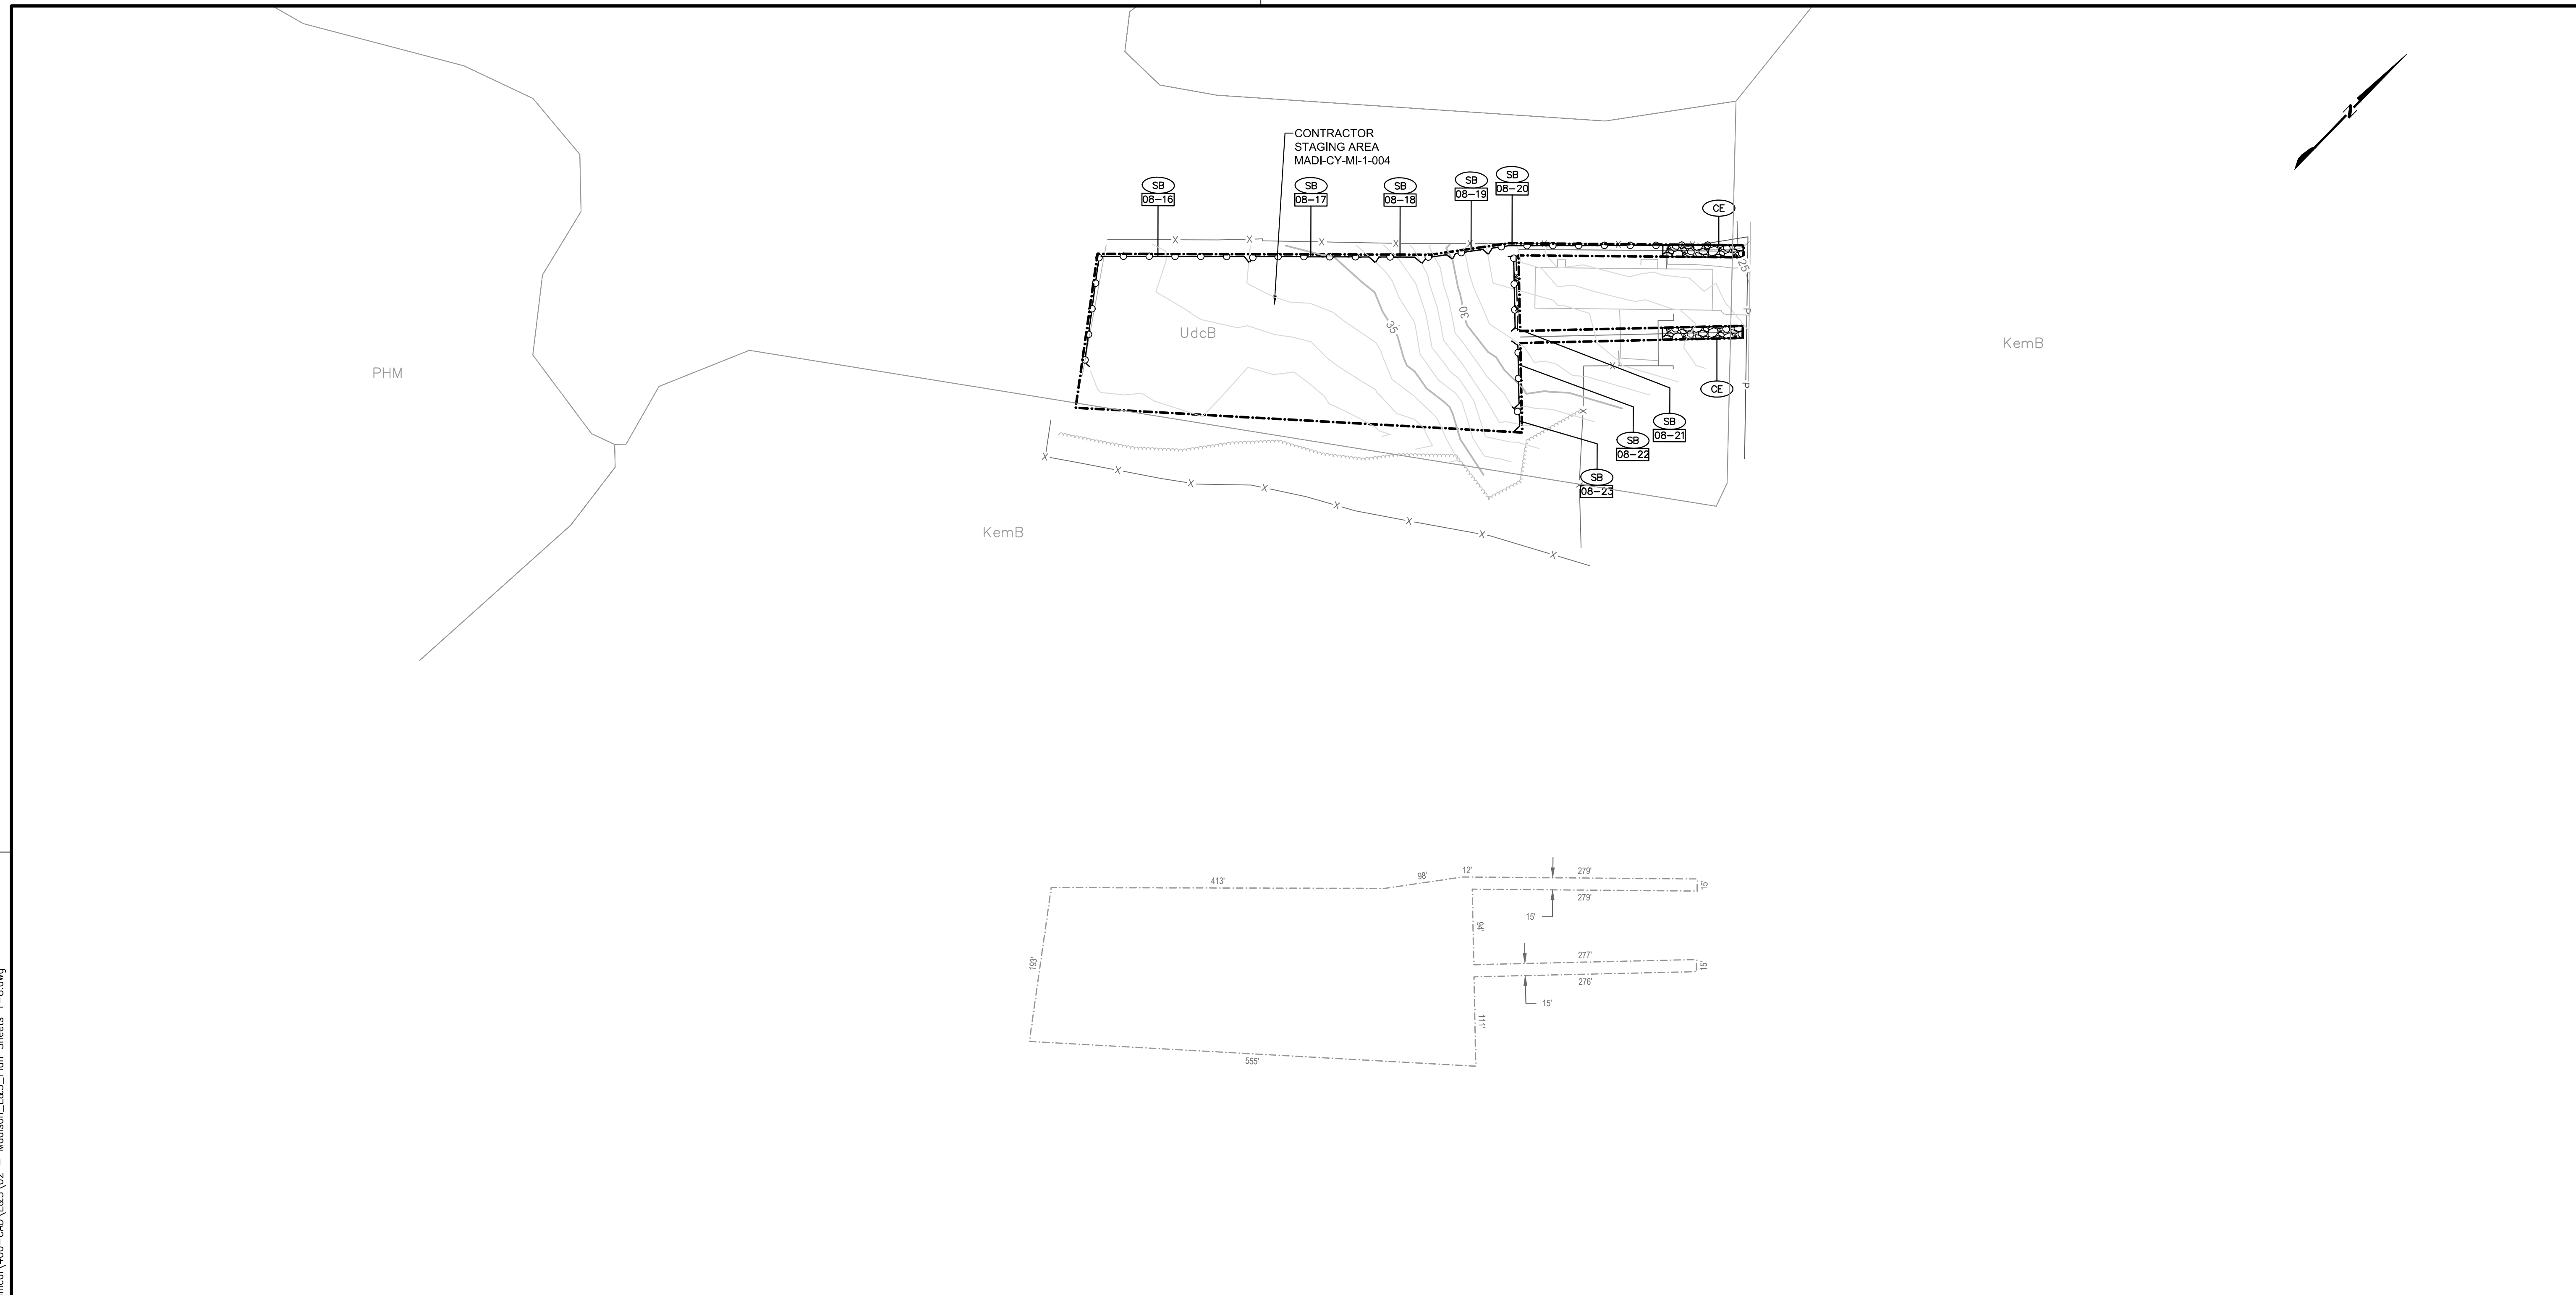 N
CONTRACTOR
STAGING AREA
MADI-CY-MI-1-004
SB
08-16
SB
08-17
SB
08-18
SB
08-19
SB
08-20
CE
X X X X X X X
25
30
35
UdcB
PHM
KemB
P
P
X
X
CE
SB
08-21
SB
08-22
SB
08-23
X X X X X X X X
KemB
413'
98'
12'
279'
15'
279'
15'
94'
277'
15'
276'
15'
193'
111'
555'